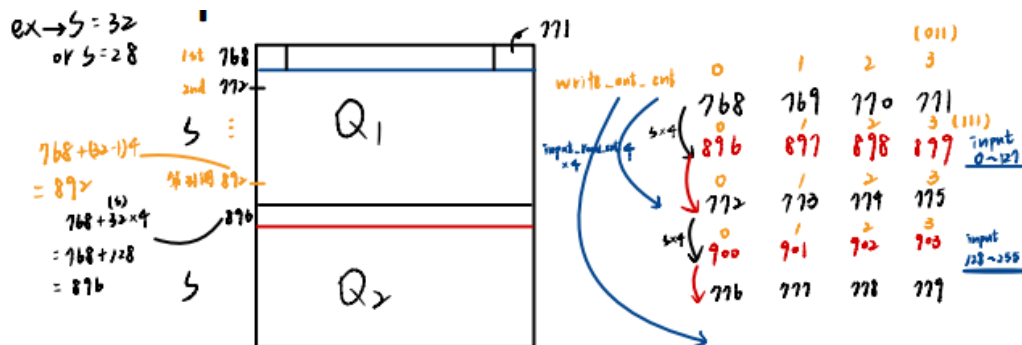 ex→S=32
or S=28
1st 768
2nd 772
S ⋮
768+(32-1)4
= 892
892
768+32×4
(S)
896
=768+128
= 896
S
Q1
Q2
771
write_out_cnt
(011)
0 1 2 3
768 769 770 771
S×4
0 1 2 3 (111)
896 897 898 899
input
0~127
×4
0 1 2 3
772 773 774 775
S×4
0 1 2 3
900 901 902 903
input
128~255
776 777 778 779